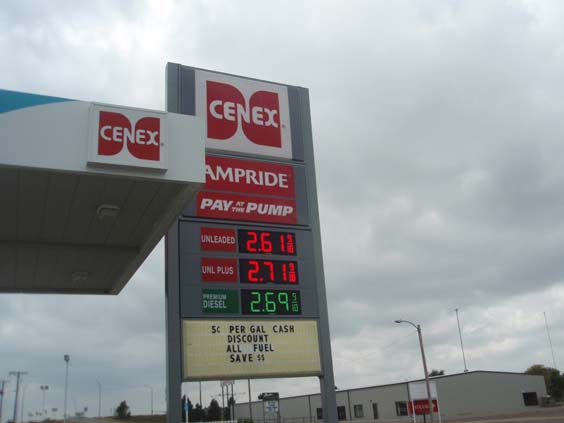 CENEX
CENEX
AMPRIDE
PAY AT THE PUMP
UNLEADED 2.61
UNL PLUS 2.71
PREMIUM DIESEL 2.69
5¢ PER GAL CASH
DISCOUNT
ALL FUEL
SAVE $$